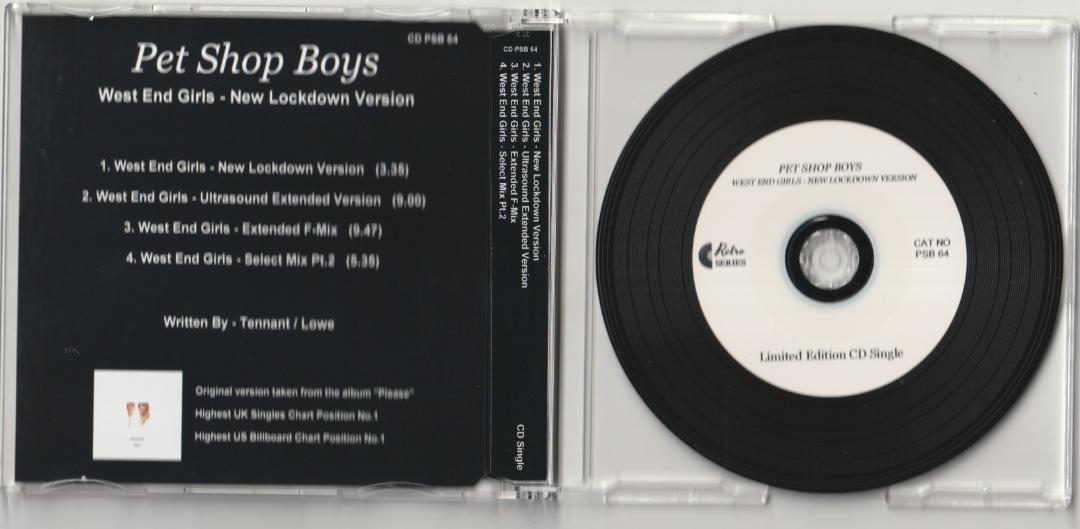 CD PSB 64
Pet Shop Boys
West End Girls - New Lockdown Version
1. West End Girls - New Lockdown Version (3.35)
2. West End Girls - Ultrasound Extended Version (9.00)
3. West End Girls - Extended F-Mix (9.47)
4. West End Girls - Select Mix Pt.2 (5.35)
Written By - Tennant / Lowe
Original version taken from the album "Please"
Highest UK Singles Chart Position No.1
Highest US Billboard Chart Position No.1
CD PSB 64
1. West End Girls - New Lockdown Version
2. West End Girls - Ultrasound Extended Version
3. West End Girls - Extended F-Mix
4. West End Girls - Select Mix Pt.2
CD Single
PET SHOP BOYS
WEST END GIRLS - NEW LOCKDOWN VERSION
Retro
SERIES
CAT NO
PSB 64
Limited Edition CD Single